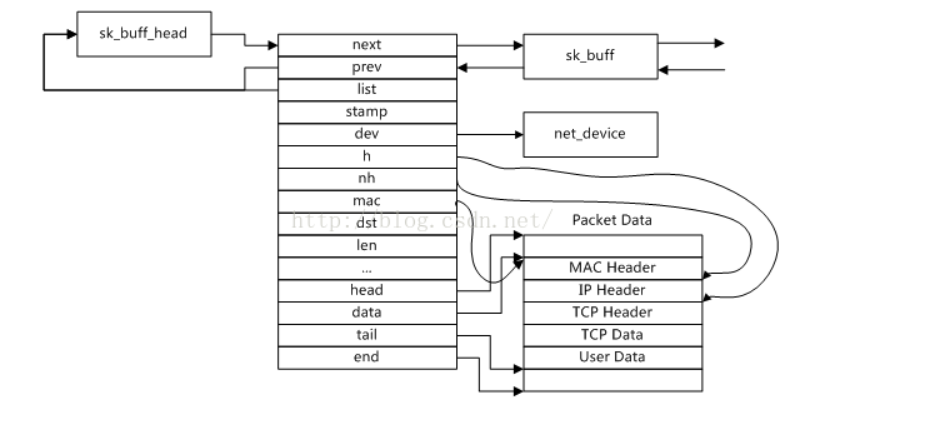 sk_buff_head
next
prev
list
stamp
dev
h
nh
mac
dst
len
...
head
data
tail
end
sk_buff
net_device
http://blog.csdn.net/
Packet Data
MAC Header
IP Header
TCP Header
TCP Data
User Data